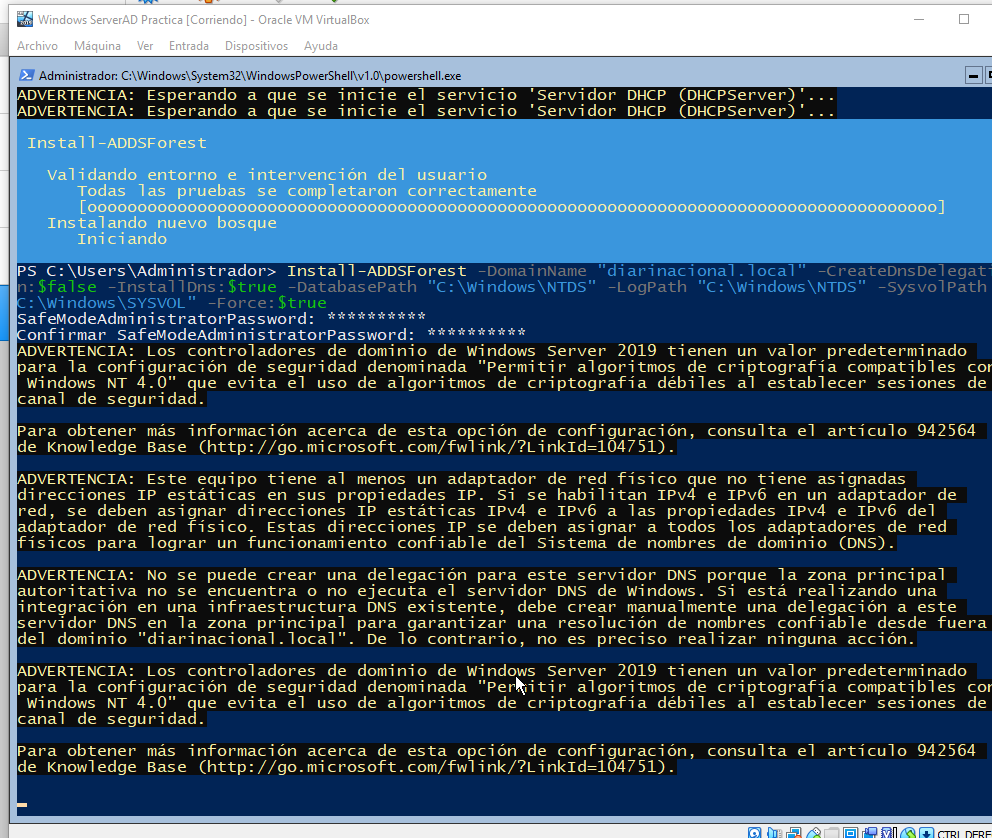 Windows ServerAD Practica [Corriendo] - Oracle VM VirtualBox
Archivo Máquina Ver Entrada Dispositivos Ayuda
Administrador: C:\Windows\System32\WindowsPowerShell\v1.0\powershell.exe
ADVERTENCIA: Esperando a que se inicie el servicio 'Servidor DHCP (DHCPServer)'...
ADVERTENCIA: Esperando a que se inicie el servicio 'Servidor DHCP (DHCPServer)'...
Install-ADDSForest
Validando entorno e intervención del usuario
Todas las pruebas se completaron correctamente
[ooooooooooooooooooooooooooooooooooooooooooooooooooooooooooooooooooooooooooooooooooooo]
Instalando nuevo bosque
Iniciando
PS C:\Users\Administrador> Install-ADDSForest -DomainName "diarinacional.local" -CreateDnsDelegati
n:$false -InstallDns:$true -DatabasePath "C:\Windows\NTDS" -LogPath "C:\Windows\NTDS" -SysvolPath
C:\Windows\SYSVOL" -Force:$true
SafeModeAdministratorPassword: **********
Confirmar SafeModeAdministratorPassword: **********
ADVERTENCIA: Los controladores de dominio de Windows Server 2019 tienen un valor predeterminado
para la configuración de seguridad denominada "Permitir algoritmos de criptografía compatibles con
Windows NT 4.0" que evita el uso de algoritmos de criptografía débiles al establecer sesiones de
canal de seguridad.
Para obtener más información acerca de esta opción de configuración, consulta el artículo 942564
de Knowledge Base (http://go.microsoft.com/fwlink/?LinkId=104751).
ADVERTENCIA: Este equipo tiene al menos un adaptador de red físico que no tiene asignadas
direcciones IP estáticas en sus propiedades IP. Si se habilitan IPv4 e IPv6 en un adaptador de
red, se deben asignar direcciones IP estáticas IPv4 e IPv6 a las propiedades IPv4 e IPv6 del
adaptador de red físico. Estas direcciones IP se deben asignar a todos los adaptadores de red
físicos para lograr un funcionamiento confiable del Sistema de nombres de dominio (DNS).
ADVERTENCIA: No se puede crear una delegación para este servidor DNS porque la zona principal
autoritativa no se encuentra o no ejecuta el servidor DNS de Windows. Si está realizando una
integración en una infraestructura DNS existente, debe crear manualmente una delegación a este
servidor DNS en la zona principal para garantizar una resolución de nombres confiable desde fuera
del dominio "diarinacional.local". De lo contrario, no es preciso realizar ninguna acción.
ADVERTENCIA: Los controladores de dominio de Windows Server 2019 tienen un valor predeterminado
para la configuración de seguridad denominada "Permitir algoritmos de criptografía compatibles con
Windows NT 4.0" que evita el uso de algoritmos de criptografía débiles al establecer sesiones de
canal de seguridad.
Para obtener más información acerca de esta opción de configuración, consulta el artículo 942564
de Knowledge Base (http://go.microsoft.com/fwlink/?LinkId=104751).
CTRL DERE